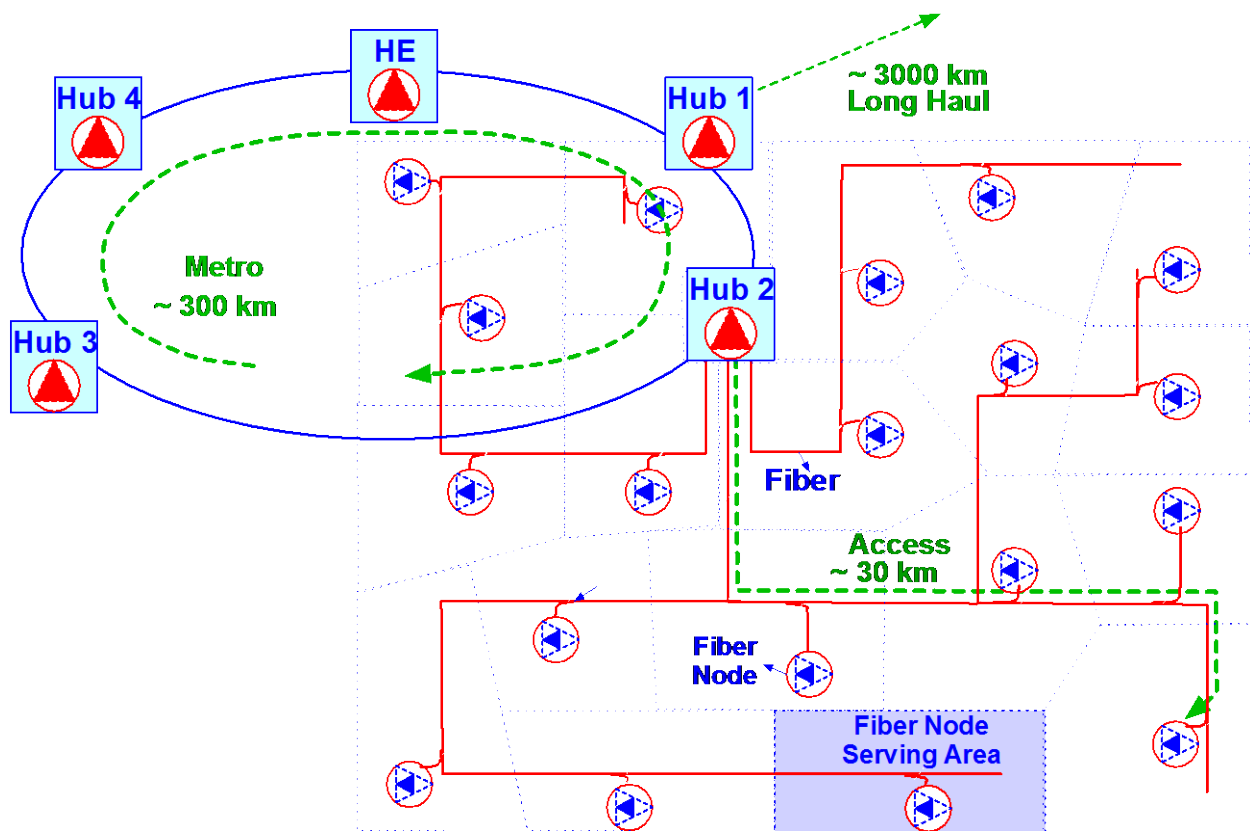 HE
Hub 4
Hub 1
~ 3000 km
Long Haul
Metro
~ 300 km
Hub 2
Hub 3
Fiber
Access
~ 30 km
Fiber
Node
Fiber Node
Serving Area